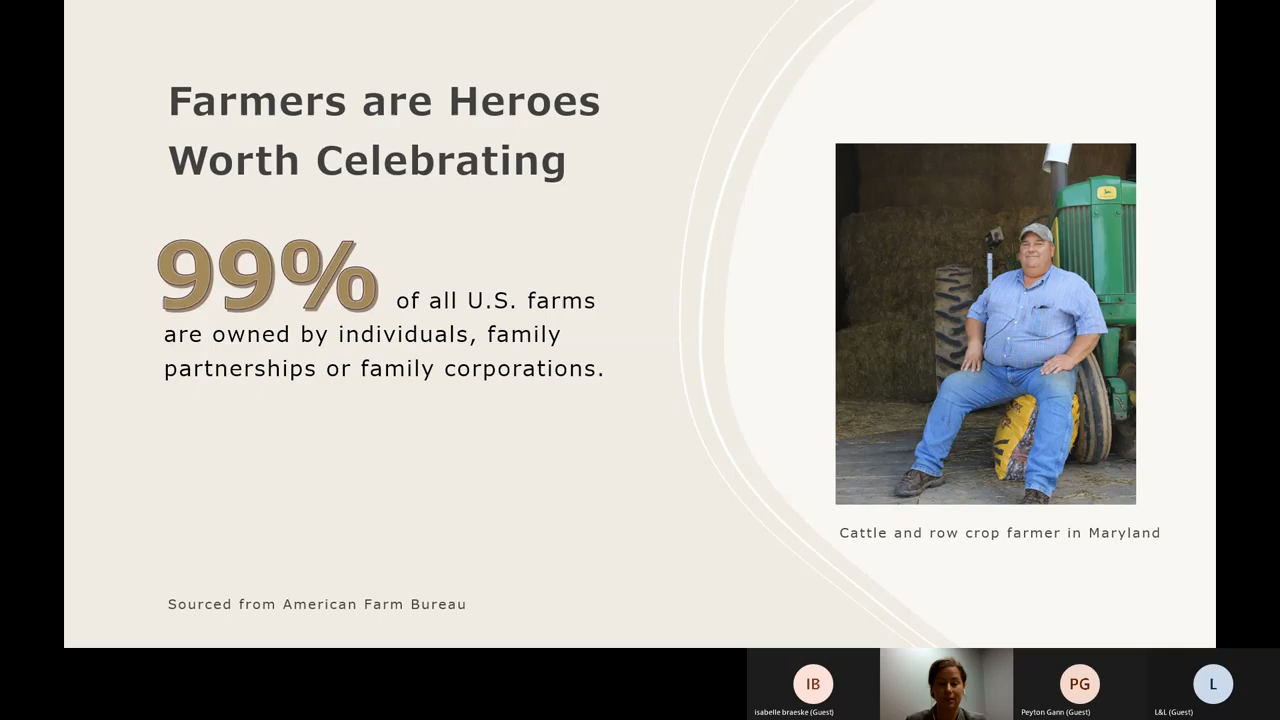 Farmers are Heroes
Worth Celebrating
99% of all U.S. farms
are owned by individuals, family
partnerships or family corporations.
Cattle and row crop farmer in Maryland
Sourced from American Farm Bureau
IB
PG
L
isabelle braeske (Guest)
Peyton Gann (Guest)
L&L (Guest)